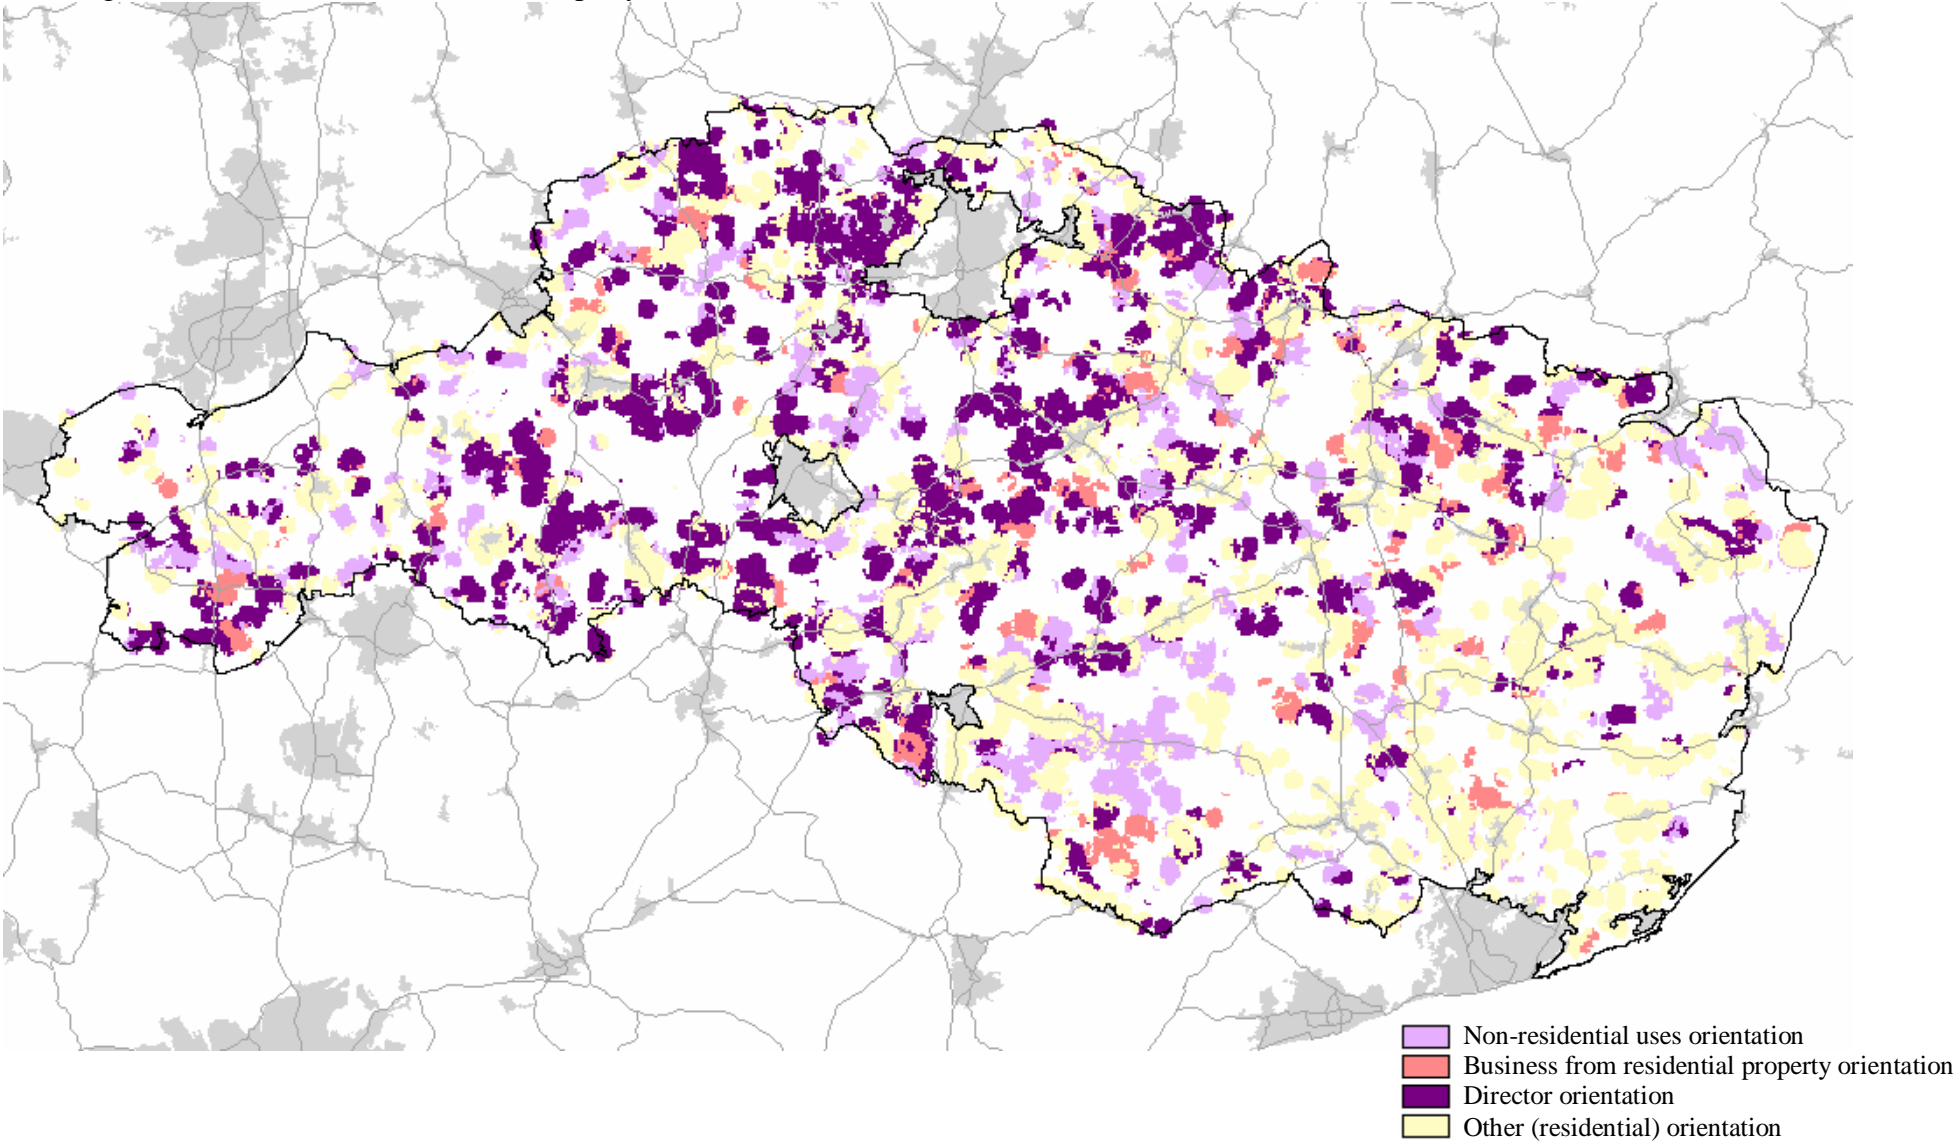 Non-residential uses orientation
Business from residential property orientation
Director orientation
Other (residential) orientation